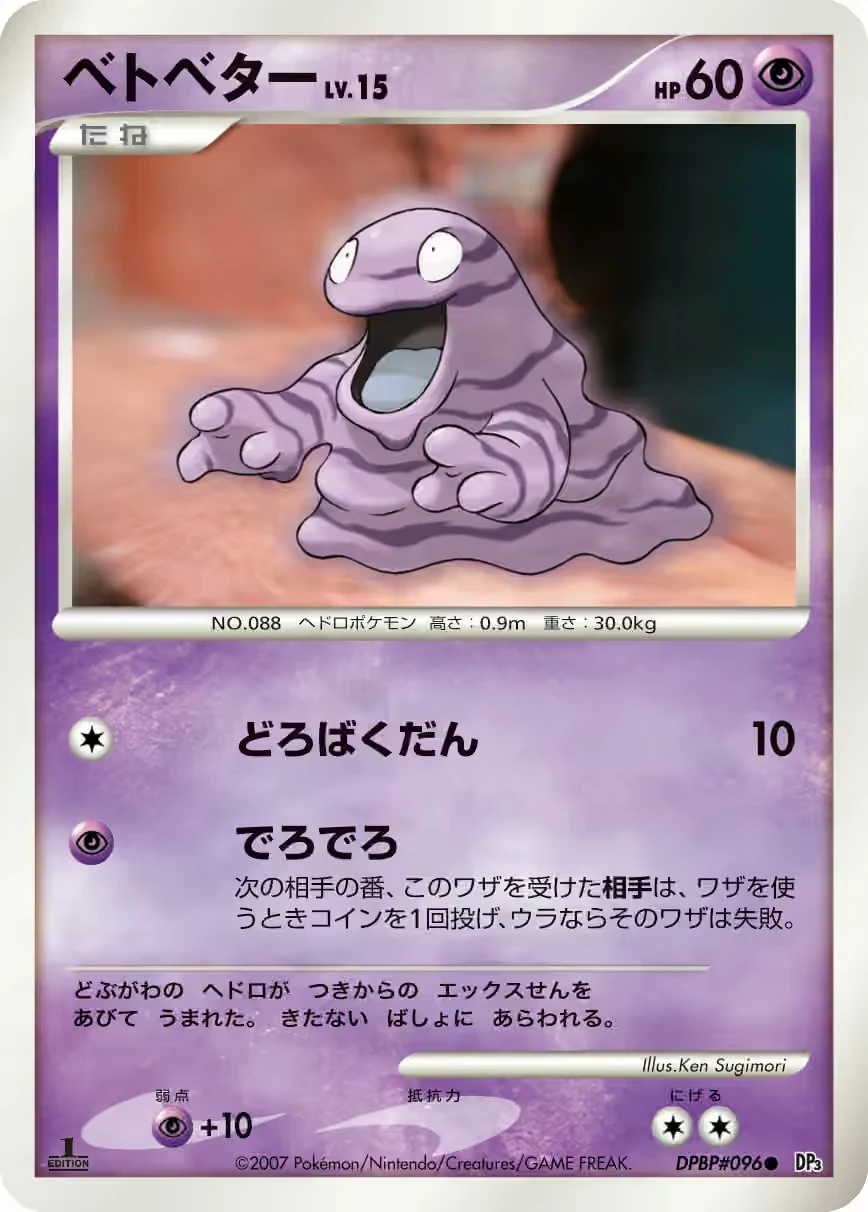 ベトベター LV.15 HP 60
たね
NO.088 ヘドロポケモン 高さ:0.9m 重さ:30.0kg
どろばくだん 10
でろでろ
次の相手の番、このワザを受けた相手は、ワザを使
うときコインを1回投げ、ウラならそのワザは失敗。
どぶがわの ヘドロが つきからの エックスせんを
あびて うまれた。 きたない ばしょに あらわれる。
Illus.Ken Sugimori
弱点 抵抗力 にげる
+10
1 EDITION ©2007 Pokémon/Nintendo/Creatures/GAME FREAK. DPBP#096 DP3